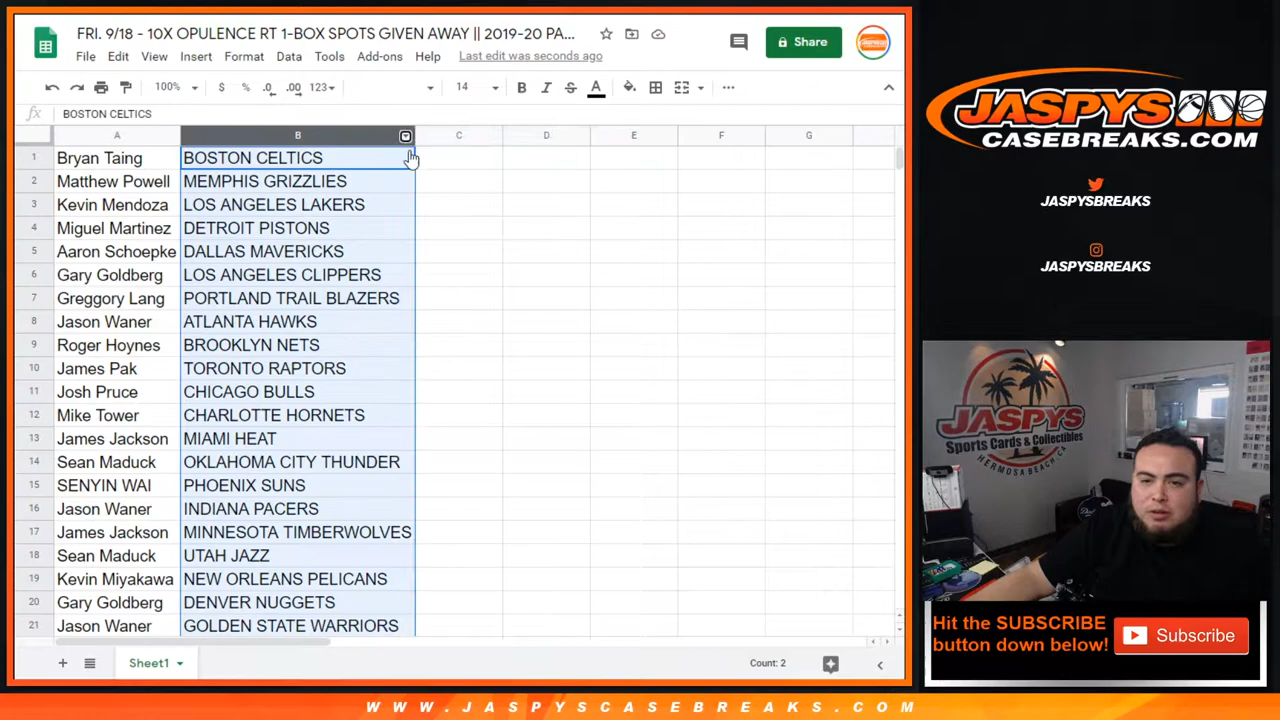 FRI. 9/18 - 10X OPULENCE RT 1-BOX SPOTS GIVEN AWAY || 2019-20 PA...
Share
File Edit View Insert Format Data Tools Add-ons Help Last edit was seconds ago
100% $ % .0 .00 123 14 B I S A
fx BOSTON CELTICS
A B C D E F G
1 Bryan Taing BOSTON CELTICS
2 Matthew Powell MEMPHIS GRIZZLIES
3 Kevin Mendoza LOS ANGELES LAKERS
4 Miguel Martinez DETROIT PISTONS
5 Aaron Schoepke DALLAS MAVERICKS
6 Gary Goldberg LOS ANGELES CLIPPERS
7 Greggory Lang PORTLAND TRAIL BLAZERS
8 Jason Waner ATLANTA HAWKS
9 Roger Hoynes BROOKLYN NETS
10 James Pak TORONTO RAPTORS
11 Josh Pruce CHICAGO BULLS
12 Mike Tower CHARLOTTE HORNETS
13 James Jackson MIAMI HEAT
14 Sean Maduck OKLAHOMA CITY THUNDER
15 SENYIN WAI PHOENIX SUNS
16 Jason Waner INDIANA PACERS
17 James Jackson MINNESOTA TIMBERWOLVES
18 Sean Maduck UTAH JAZZ
19 Kevin Miyakawa NEW ORLEANS PELICANS
20 Gary Goldberg DENVER NUGGETS
21 Jason Waner GOLDEN STATE WARRIORS
Sheet1
Count: 2
JASPYS
CASEBREAKS.COM
JASPYSBREAKS
JASPYSBREAKS
JASPYS
Sports Cards & Collectibles
HERMOSA BEACH, CA
Hit the SUBSCRIBE
button down below!
Subscribe
WWW.JASPYSCASEBREAKS.COM